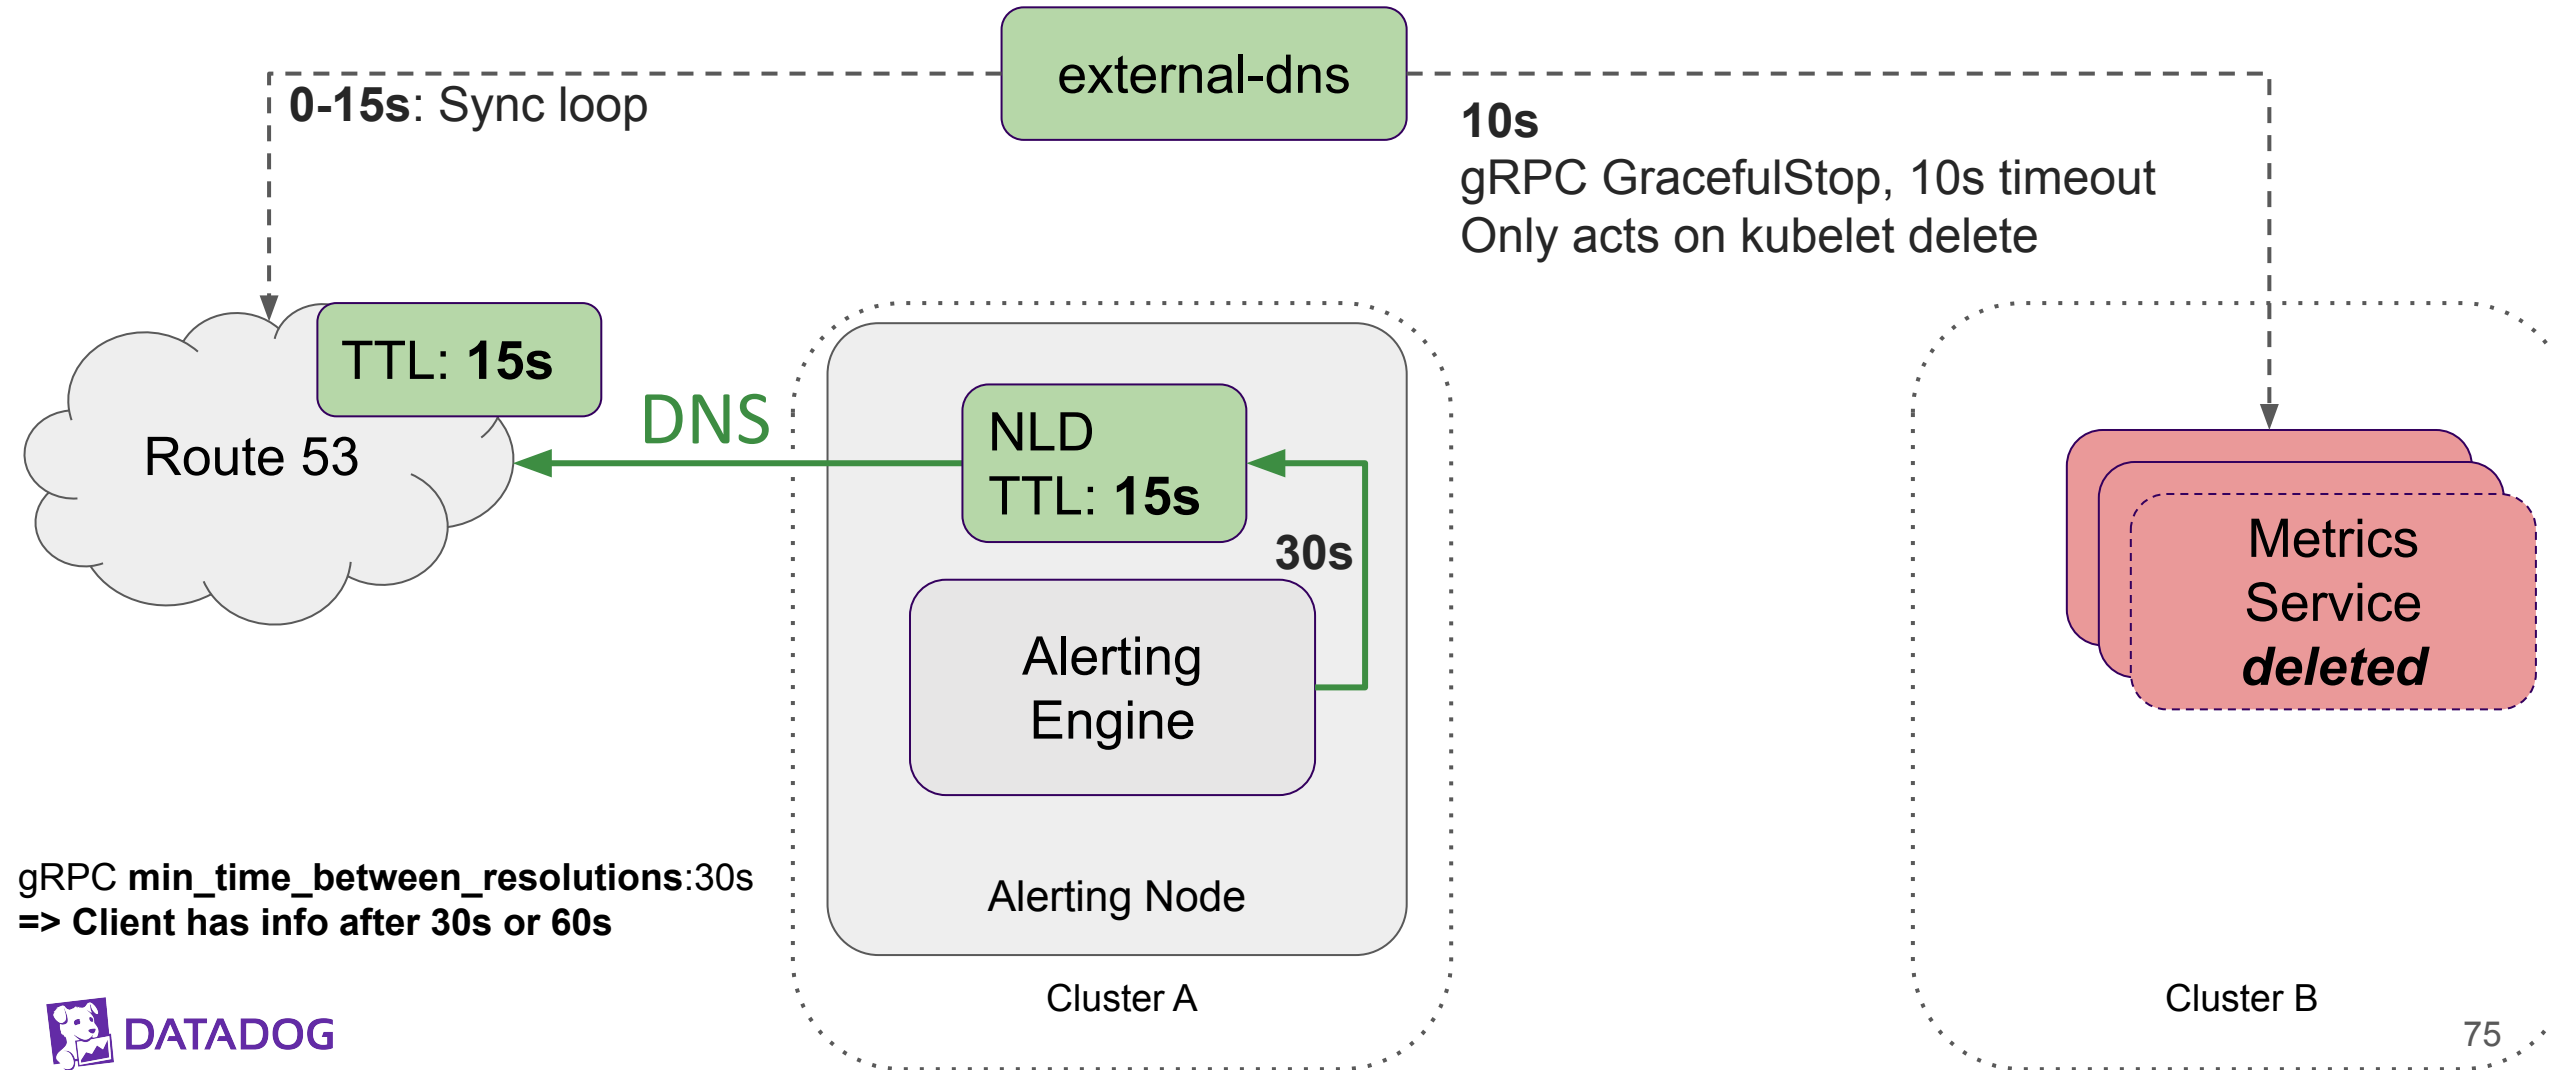 external-dns
0-15s: Sync loop
10s
gRPC GracefulStop, 10s timeout
Only acts on kubelet delete
TTL: 15s
Route 53
DNS
NLD
TTL: 15s
30s
Alerting
Engine
Alerting Node
Cluster A
Metrics
Service
deleted
Cluster B
gRPC min_time_between_resolutions:30s
=> Client has info after 30s or 60s
DATADOG
75